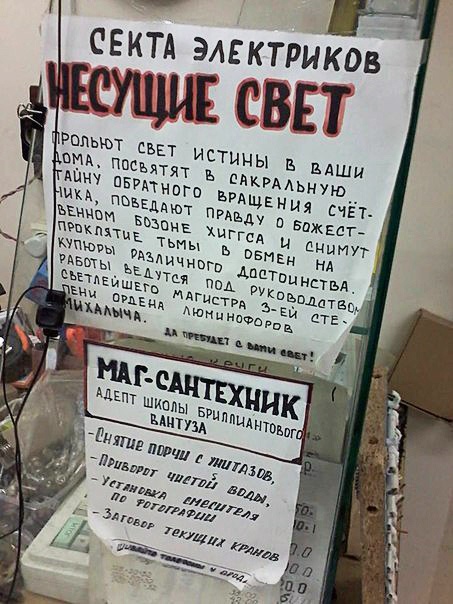 СЕКТА ЭЛЕКТРИКОВ
НЕСУЩИЕ СВЕТ
ПРОЛЬЮТ СВЕТ ИСТИНЫ В ВАШИ
ДОМА, ПОСВЯТЯТ В САКРАЛЬНУЮ
ТАЙНУ ОБРАТНОГО ВРАЩЕНИЯ СЧЁТ-
ЧИКА, ПОВЕДАЮТ ПРАВДУ О БОЖЕСТ-
ВЕННОМ БОЗОНЕ ХИГГСА И СНИМУТ
ПРОКЛЯТИЕ ТЬМЫ В ОБМЕН НА
КУПЮРЫ РАЗЛИЧНОГО ДОСТОИНСТВА.
РАБОТЫ ВЕДУТСЯ ПОД РУКОВОДСТВОМ
СВЕТЛЕЙШЕГО МАГИСТРА 3-ЕЙ СТЕ-
ПЕНИ ОРДЕНА ЛЮМИНОФОРОВ
МИХАЛЫЧА.
ДА ПРЕБУДЕТ С ВАМИ СВЕТ!
МАГ-САНТЕХНИК
АДЕПТ ШКОЛЫ БРИЛЛИАНТОВОГО
ВАНТУЗА
- СНЯТИЕ ПОРЧИ С УНИТАЗОВ,
- ПРИВОРОТ ЧИСТОЙ ВОДЫ,
- УСТАНОВКА СМЕСИТЕЛЯ
ПО ФОТОГРАФИИ
- ЗАГОВОР ТЕКУЩИХ КРАНОВ